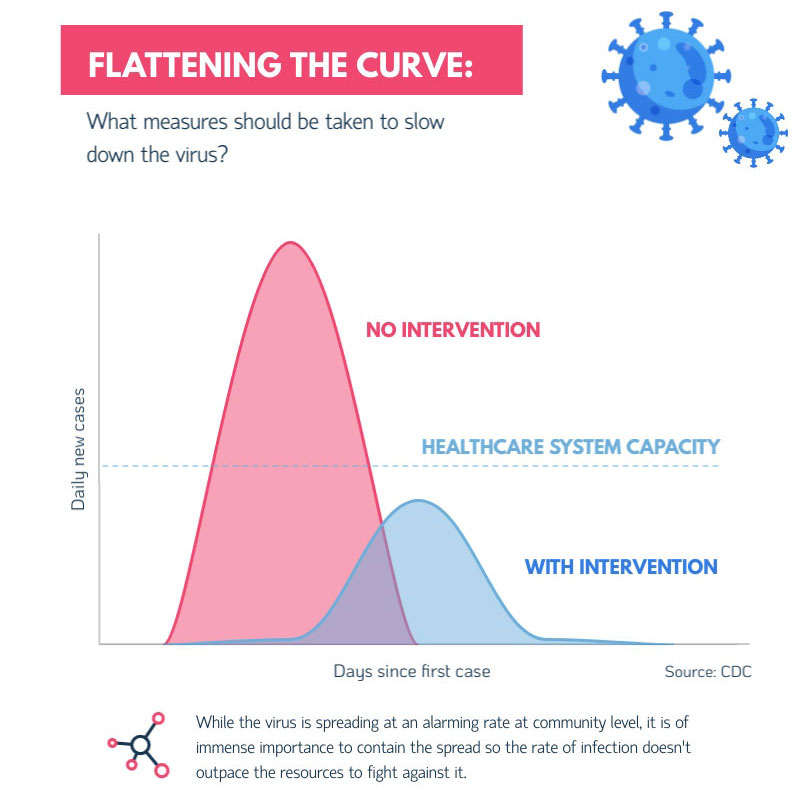 FLATTENING THE CURVE:
What measures should be taken to slow
down the virus?
NO INTERVENTION
HEALTHCARE SYSTEM CAPACITY
Daily new cases
WITH INTERVENTION
Days since first case
Source: CDC
While the virus is spreading at an alarming rate at community level, it is of
immense importance to contain the spread so the rate of infection doesn't
outpace the resources to fight against it.